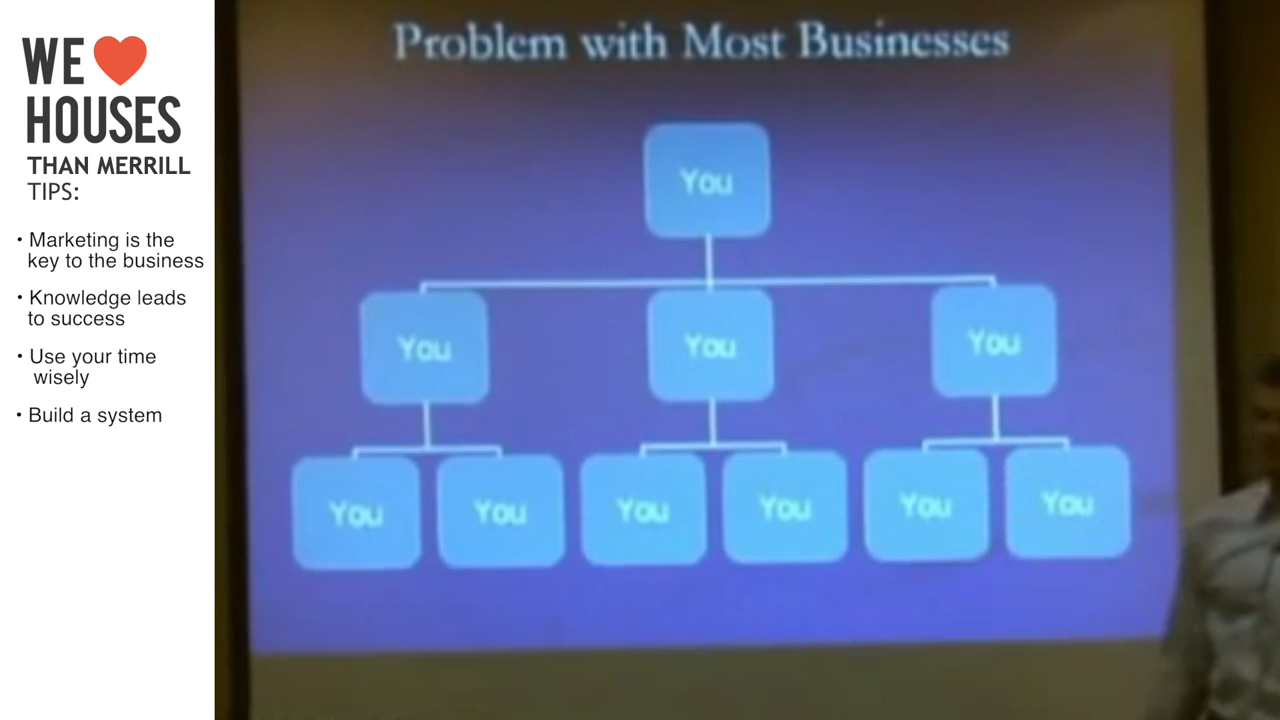 WE
HOUSES
THAN MERRILL
TIPS:
• Marketing is the
key to the business
• Knowledge leads
to success
• Use your time
wisely
• Build a system
Problem with Most Businesses
You
You
You
You
You
You
You
You
You
You